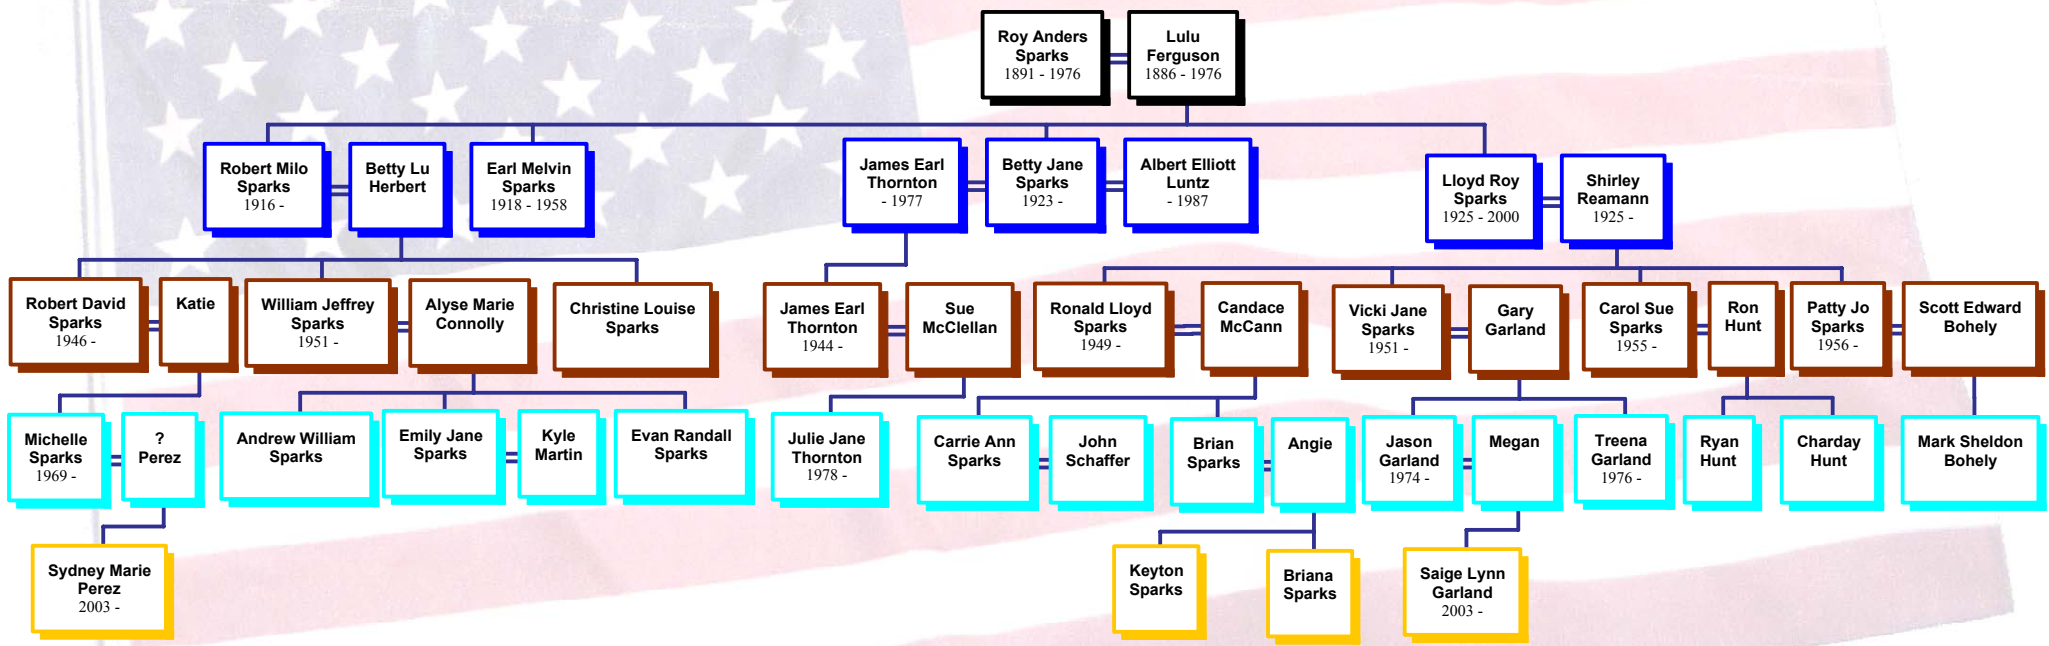 Roy Anders
Sparks
1891 - 1976
Lulu
Ferguson
1886 - 1976
Robert Milo
Sparks
1916 -
Betty Lu
Herbert
Earl Melvin
Sparks
1918 - 1958
James Earl
Thornton
- 1977
Betty Jane
Sparks
1923 -
Albert Elliott
Luntz
- 1987
Lloyd Roy
Sparks
1925 - 2000
Shirley
Reamann
1925 -
Robert David
Sparks
1946 -
Katie
William Jeffrey
Sparks
1951 -
Alyse Marie
Connolly
Christine Louise
Sparks
James Earl
Thornton
1944 -
Sue
McClellan
Ronald Lloyd
Sparks
1949 -
Candace
McCann
Vicki Jane
Sparks
1951 -
Gary
Garland
Carol Sue
Sparks
1955 -
Ron
Hunt
Patty Jo
Sparks
1956 -
Scott Edward
Bohely
Michelle
Sparks
1969 -
?
Perez
Andrew William
Sparks
Emily Jane
Sparks
Kyle
Martin
Evan Randall
Sparks
Julie Jane
Thornton
1978 -
Carrie Ann
Sparks
John
Schaffer
Brian
Sparks
Angie
Jason
Garland
1974 -
Megan
Treena
Garland
1976 -
Ryan
Hunt
Charday
Hunt
Mark Sheldon
Bohely
Sydney Marie
Perez
2003 -
Keyton
Sparks
Briana
Sparks
Saige Lynn
Garland
2003 -